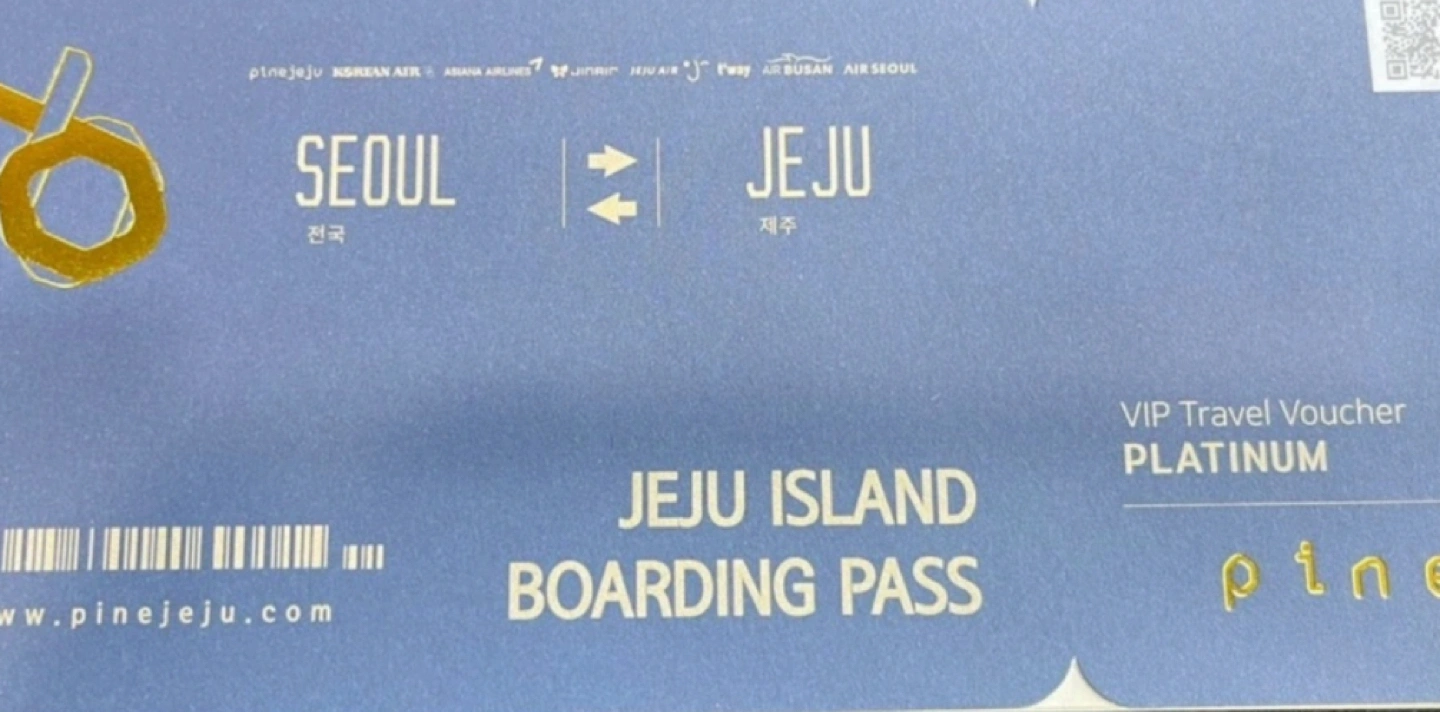 pinejeju KOREAN AIR ASIANA AIRLINES JINAIR JEJU AIR t'way AIR BUSAN AIR SEOUL
SEOUL JEJU
전국 제주
VIP Travel Voucher
PLATINUM
JEJU ISLAND
BOARDING PASS
pine
ww.pinejeju.com